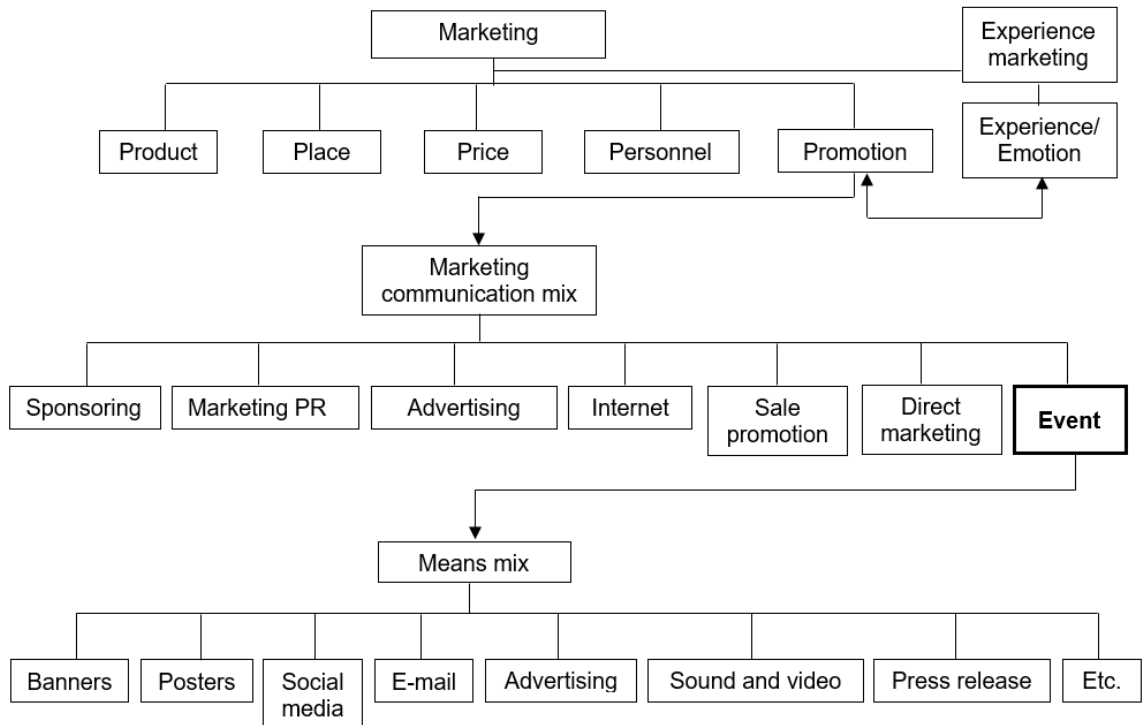 Marketing
Experience
marketing
Product
Place
Price
Personnel
Promotion
Experience/
Emotion
Marketing
communication mix
Sponsoring
Marketing PR
Advertising
Internet
Sale
promotion
Direct
marketing
Event
Means mix
Banners
Posters
Social
media
E-mail
Advertising
Sound and video
Press release
Etc.